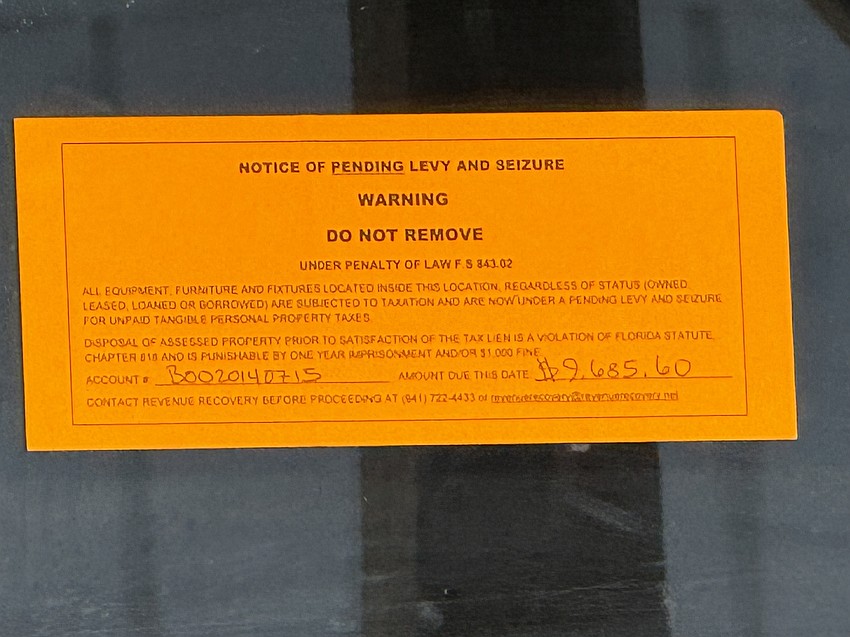 NOTICE OF PENDING LEVY AND SEIZURE
WARNING
DO NOT REMOVE
UNDER PENALTY OF LAW F.S 843.02
ALL EQUIPMENT, FURNITURE AND FIXTURES LOCATED INSIDE THIS LOCATION, REGARDLESS OF STATUS (OWNED,
LEASED, LOANED OR BORROWED) ARE SUBJECTED TO TAXATION AND ARE NOW UNDER A PENDING LEVY AND SEIZURE
FOR UNPAID TANGIBLE PERSONAL PROPERTY TAXES.
DISPOSAL OF ASSESSED PROPERTY PRIOR TO SATISFACTION OF THE TAX LIEN IS A VIOLATION OF FLORIDA STATUTE,
CHAPTER 818 AND IS PUNISHABLE BY ONE YEAR IMPRISONMENT AND/OR $1,000 FINE.
ACCOUNT # B0020140715 AMOUNT DUE THIS DATE $9,685.60
CONTACT REVENUE RECOVERY BEFORE PROCEEDING AT (941) 722-4433 or revenuerecovery@revenuerecovery.net